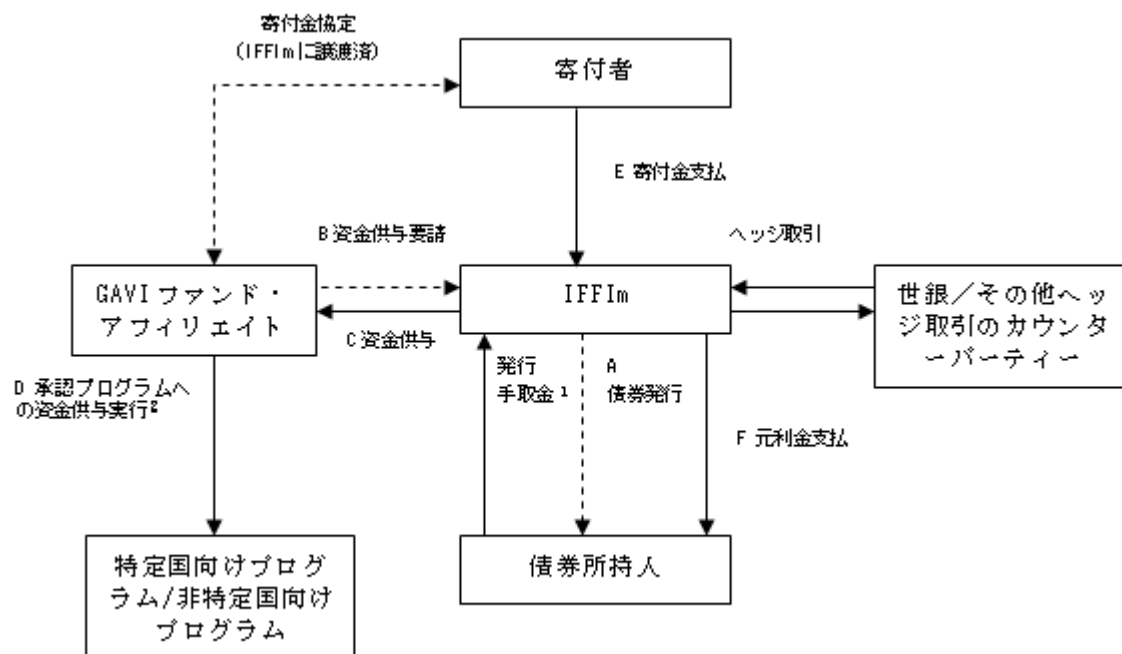 寄付金協定
(IFFImに譲渡済)
寄付者
E 寄付金支払
B 資金供与要請
ヘッジ取引
GAVIファンド・
アフィリエイト
IFFIm
世銀／その他ヘッ
ジ取引のカウンタ
ーパーティー
C 資金供与
発行
手取金¹
A
債券発行
D 承認プログラムへ
の資金供与実行²
F 元利金支払
特定国向けプログ
ラム/非特定国向け
プログラム
債券所持人